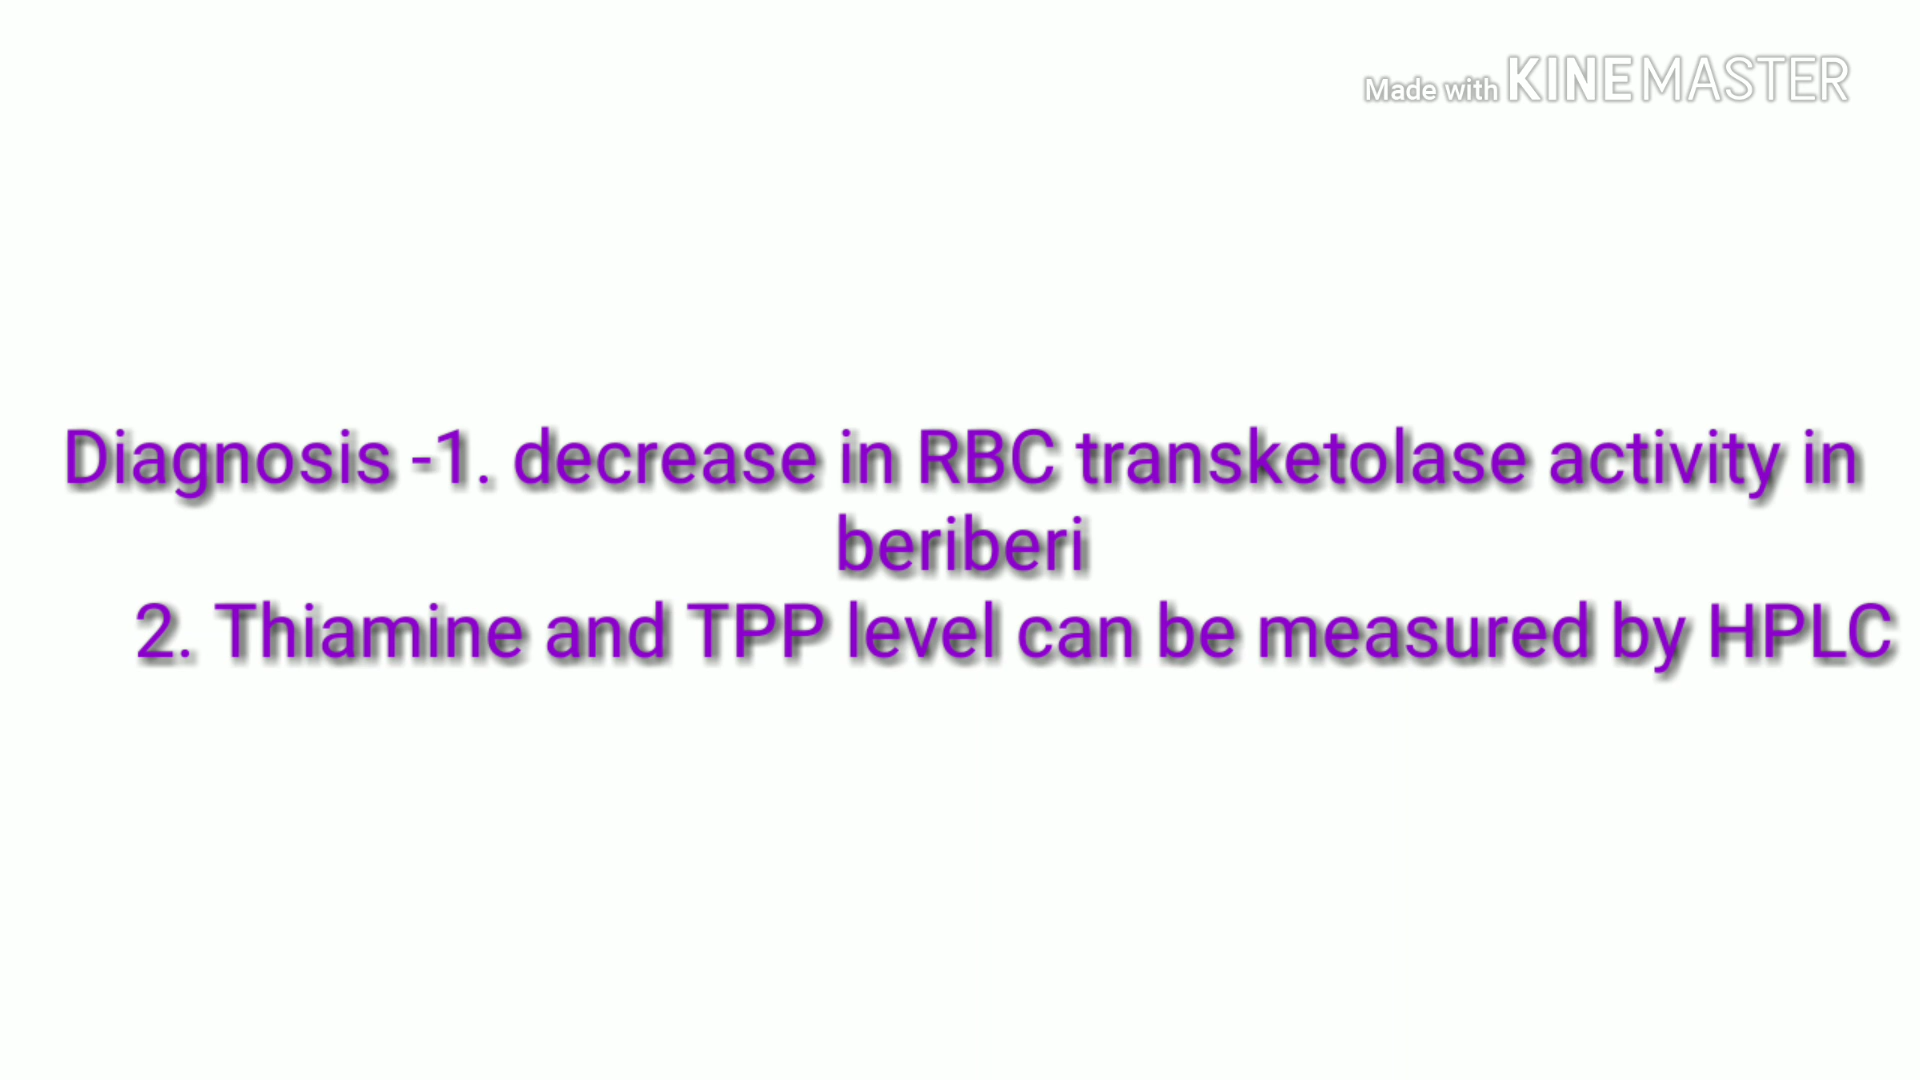 Made with KINEMASTER
Diagnosis -1. decrease in RBC transketolase activity in
beriberi
2. Thiamine and TPP level can be measured by HPLC